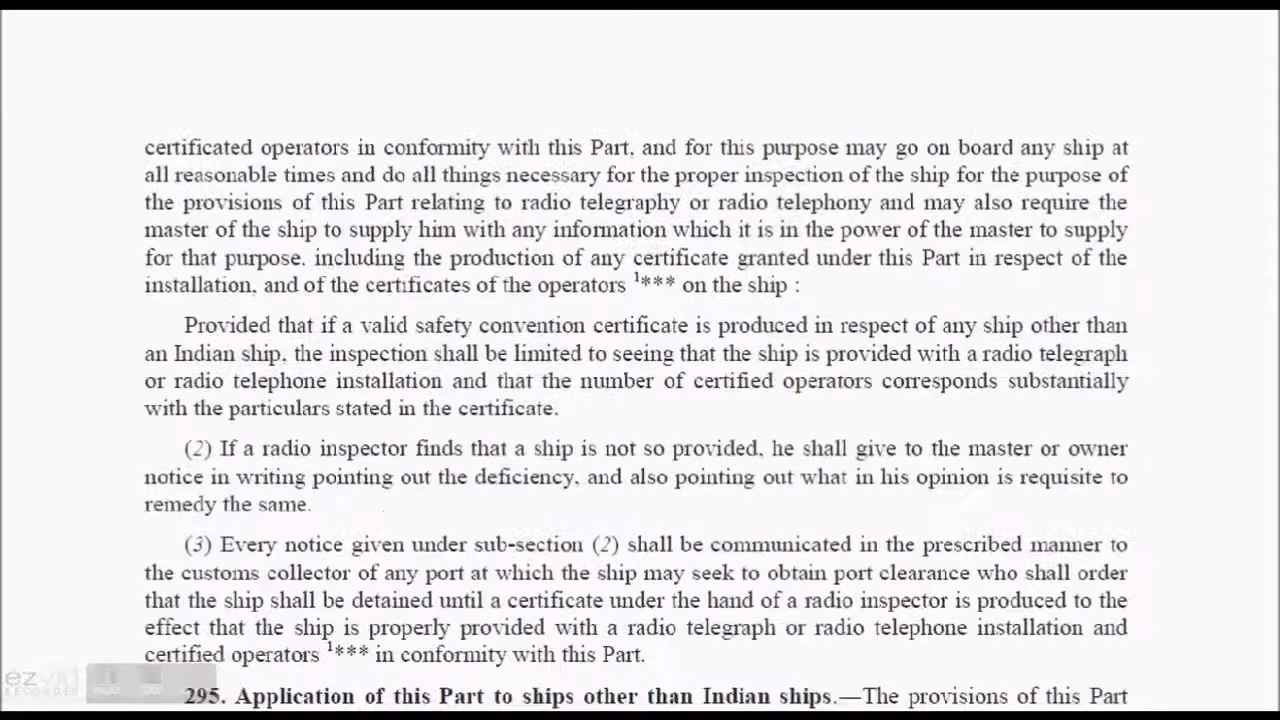 certificated operators in conformity with this Part, and for this purpose may go on board any ship at
all reasonable times and do all things necessary for the proper inspection of the ship for the purpose of
the provisions of this Part relating to radio telegraphy or radio telephony and may also require the
master of the ship to supply him with any information which it is in the power of the master to supply
for that purpose, including the production of any certificate granted under this Part in respect of the
installation, and of the certificates of the operators 1*** on the ship :
Provided that if a valid safety convention certificate is produced in respect of any ship other than
an Indian ship, the inspection shall be limited to seeing that the ship is provided with a radio telegraph
or radio telephone installation and that the number of certified operators corresponds substantially
with the particulars stated in the certificate.
(2) If a radio inspector finds that a ship is not so provided, he shall give to the master or owner
notice in writing pointing out the deficiency, and also pointing out what in his opinion is requisite to
remedy the same.
(3) Every notice given under sub-section (2) shall be communicated in the prescribed manner to
the customs collector of any port at which the ship may seek to obtain port clearance who shall order
that the ship shall be detained until a certificate under the hand of a radio inspector is produced to the
effect that the ship is properly provided with a radio telegraph or radio telephone installation and
certified operators 1*** in conformity with this Part.
ezvid
RECORDER
295. Application of this Part to ships other than Indian ships.—The provisions of this Part